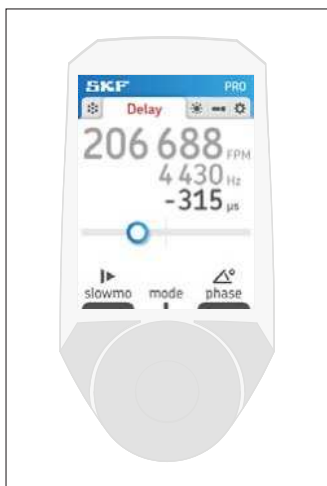 SKF PRO
Delay
206 688 FPM
4 430 Hz
-315 µs
slowmo mode phase